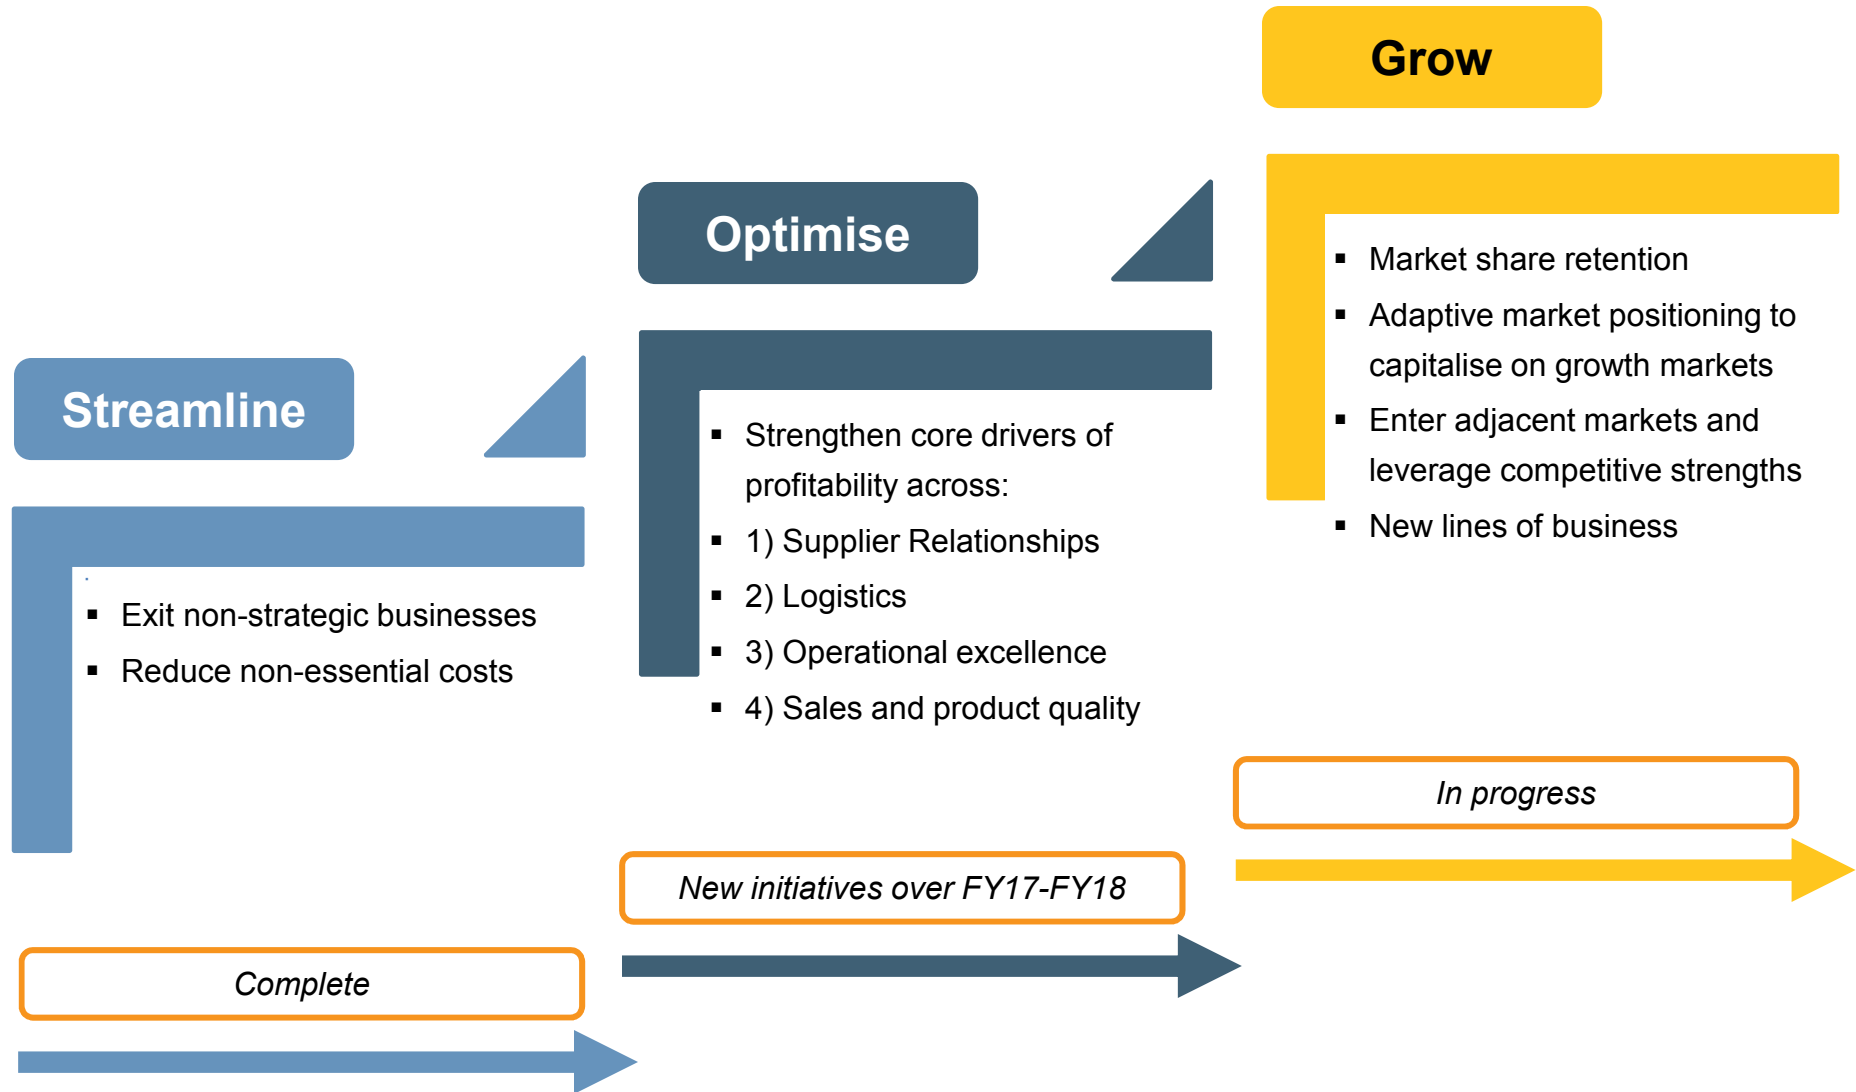 Streamline
▪ Exit non-strategic businesses
▪ Reduce non-essential costs
Complete
Optimise
▪ Strengthen core drivers of
profitability across:
▪ 1) Supplier Relationships
▪ 2) Logistics
▪ 3) Operational excellence
▪ 4) Sales and product quality
New initiatives over FY17-FY18
Grow
▪ Market share retention
▪ Adaptive market positioning to
capitalise on growth markets
▪ Enter adjacent markets and
leverage competitive strengths
▪ New lines of business
In progress